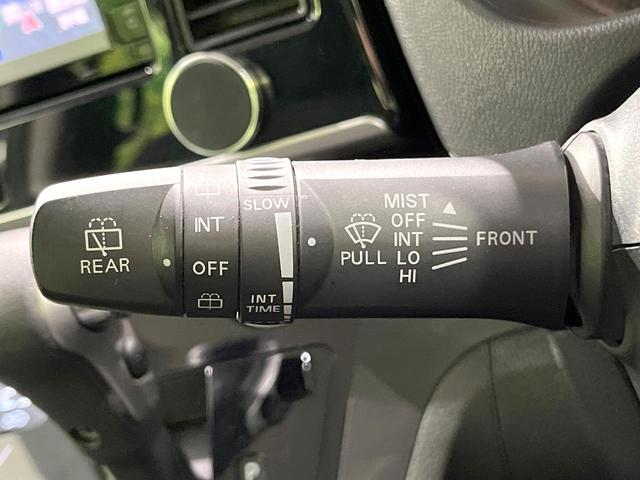 REAR
INT
OFF
SLOW
INT
TIME
PULL
MIST
OFF
INT
LO
HI
FRONT
P